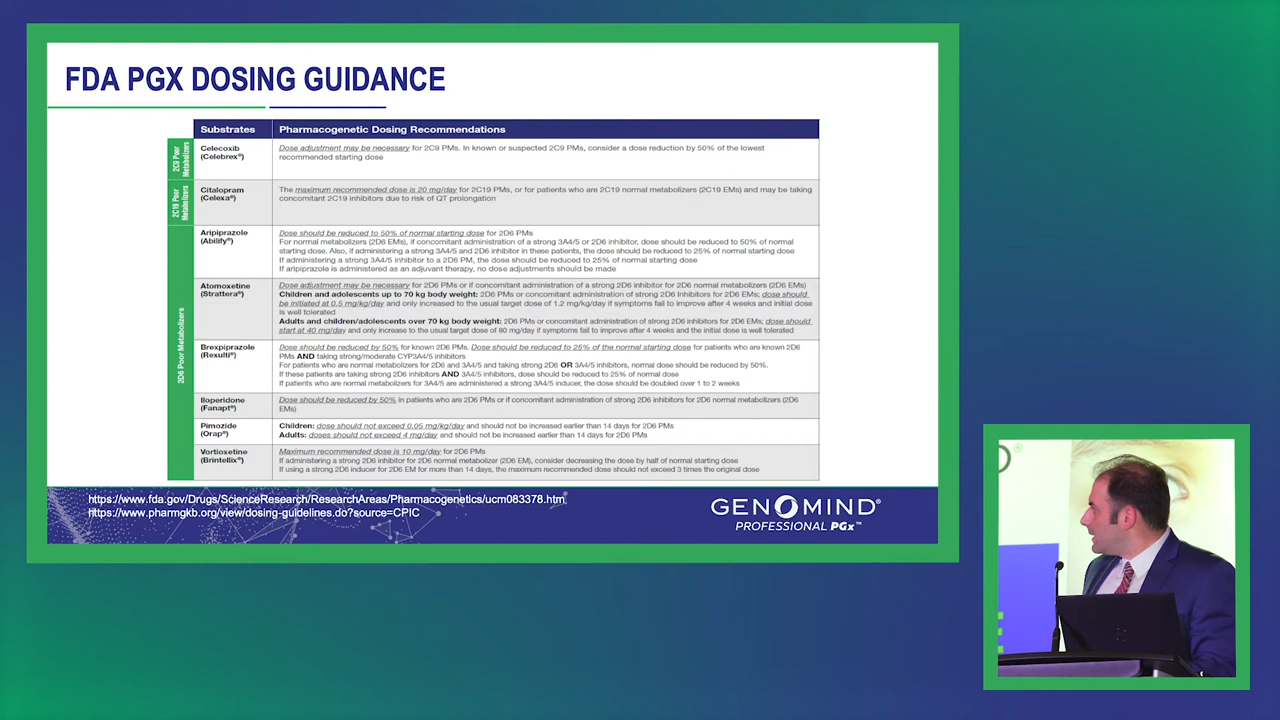 FDA PGX DOSING GUIDANCE
Substrates
Pharmacogenetic Dosing Recommendations
2C9 Poor
Metabolizers
Celecoxib
(Celebrex®)
Dose adjustment may be necessary for 2C9 PMs. In known or suspected 2C9 PMs, consider a dose reduction by 50% of the lowest
recommended starting dose
2C19 Poor
Metabolizers
Citalopram
(Celexa®)
The maximum recommended dose is 20 mg/day for 2C19 PMs, or for patients who are 2C19 normal metabolizers (2C19 EMs) and may be taking
concomitant 2C19 inhibitors due to risk of QT prolongation
2D6 Poor Metabolizers
Aripiprazole
(Abilify®)
Dose should be reduced to 50% of normal starting dose for 2D6 PMs
For normal metabolizers (2D6 EMs), if concomitant administration of a strong 3A4/5 or 2D6 inhibitor, dose should be reduced to 50% of normal
starting dose. Also, if administering a strong 3A4/5 and 2D6 inhibitor in these patients, the dose should be reduced to 25% of normal starting dose
If administering a strong 3A4/5 inhibitor to a 2D6 PM, the dose should be reduced to 25% of normal starting dose
If aripiprazole is administered as an adjuvant therapy, no dose adjustments should be made
Atomoxetine
(Strattera®)
Dose adjustment may be necessary for 2D6 PMs or if concomitant administration of a strong 2D6 inhibitor for 2D6 normal metabolizers (2D6 EMs)
Children and adolescents up to 70 kg body weight: 2D6 PMs or concomitant administration of strong 2D6 Inhibitors for 2D6 EMs; dose should
be initiated at 0.5 mg/kg/day and only increased to the usual target dose of 1.2 mg/kg/day if symptoms fail to improve after 4 weeks and initial dose
is well tolerated
Adults and children/adolescents over 70 kg body weight: 2D6 PMs or concomitant administration of strong 2D6 inhibitors for 2D6 EMs; dose should
start at 40 mg/day and only increase to the usual target dose of 80 mg/day if symptoms fail to improve after 4 weeks and the initial dose is well tolerated
Brexpiprazole
(Rexulti®)
Dose should be reduced by 50% for known 2D6 PMs. Dose should be reduced to 25% of the normal starting dose for patients who are known 2D6
PMs AND taking strong/moderate CYP3A4/5 inhibitors
For patients who are normal metabolizers for 2D6 and 3A4/5 and taking strong 2D6 OR 3A4/5 inhibitors, normal dose should be reduced by 50%.
If these patients are taking strong 2D6 inhibitors AND 3A4/5 inhibitors, dose should be reduced to 25% of normal dose
If patients who are normal metabolizers for 3A4/5 are administered a strong 3A4/5 inducer, the dose should be doubled over 1 to 2 weeks
Iloperidone
(Fanapt®)
Dose should be reduced by 50% in patients who are 2D6 PMs or if concomitant administration of strong 2D6 inhibitors for 2D6 normal metabolizers (2D6
EMs)
Pimozide
(Orap®)
Children: dose should not exceed 0.05 mg/kg/day and should not be increased earlier than 14 days for 2D6 PMs
Adults: doses should not exceed 4 mg/day and should not be increased earlier than 14 days for 2D6 PMs
Vortioxetine
(Brintellix®)
Maximum recommended dose is 10 mg/day for 2D6 PMs
If administering a strong 2D6 inhibitor for 2D6 normal metabolizer (2D6 EM), consider decreasing the dose by half of normal starting dose
If using a strong 2D6 inducer for 2D6 EM for more than 14 days, the maximum recommended dose should not exceed 3 times the original dose
https://www.fda.gov/Drugs/ScienceResearch/ResearchAreas/Pharmacogenetics/ucm083378.htm
https://www.pharmgkb.org/view/dosing-guidelines.do?source=CPIC
GENOMIND®
PROFESSIONAL PGx™